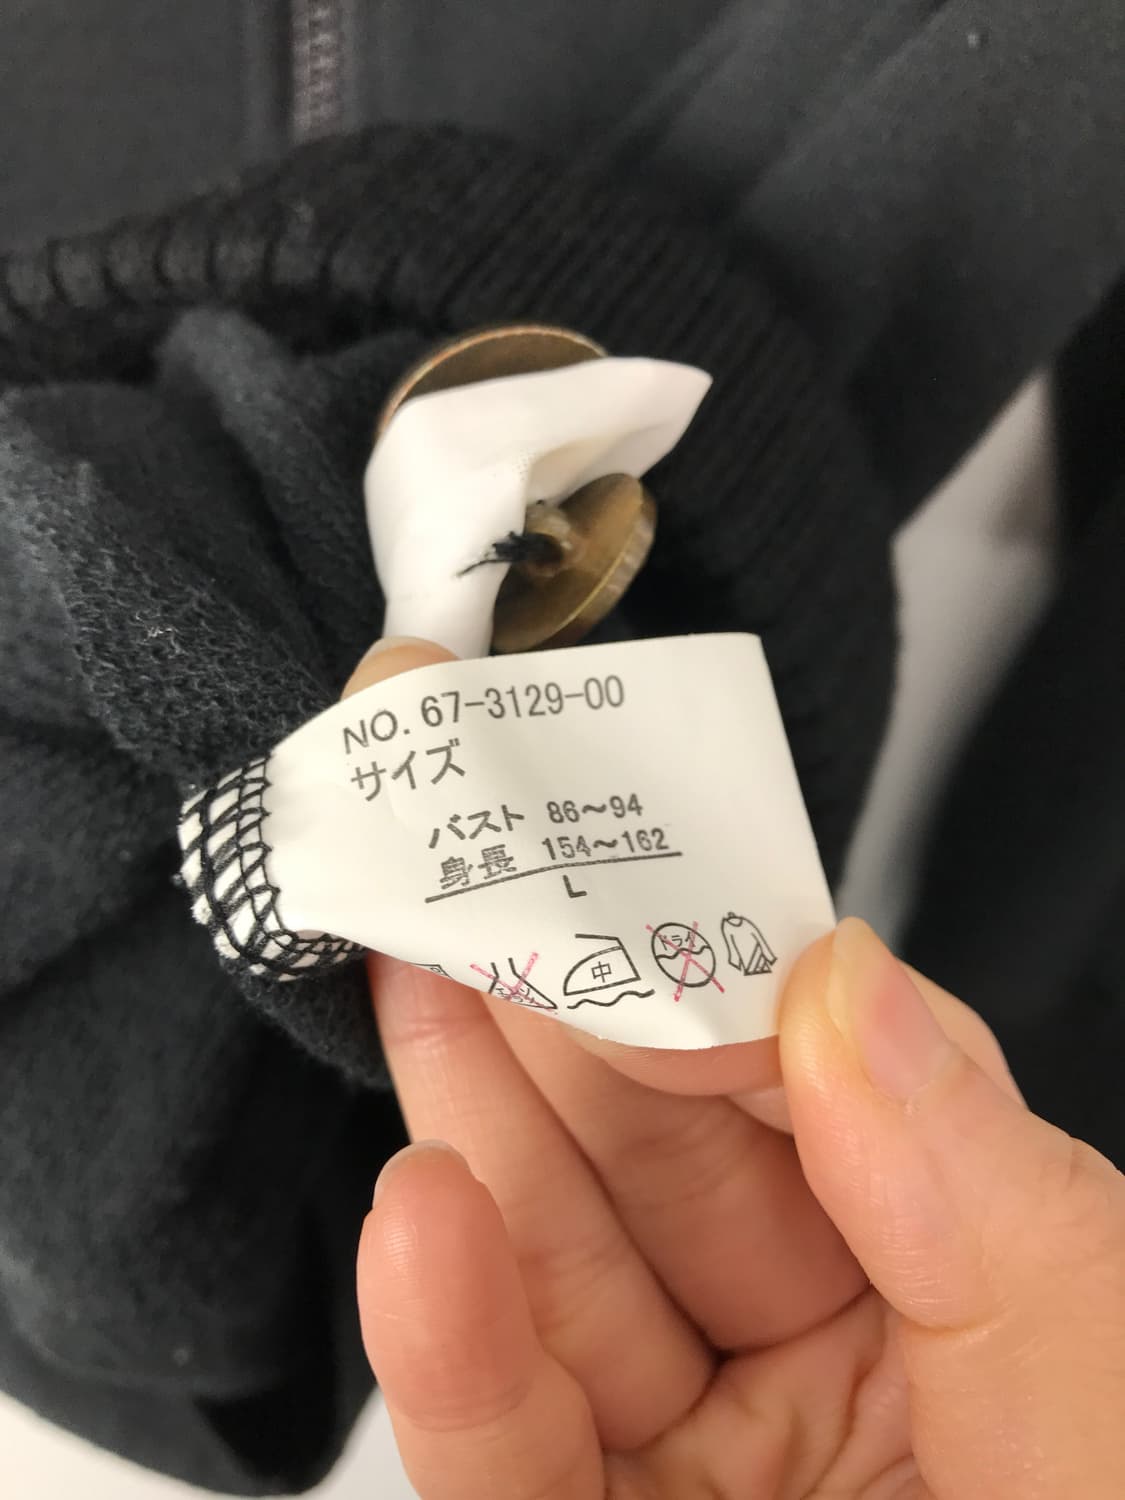 NO. 67-3129-00
サイズ
バスト 86〜94
身長 154〜162
L
中 ドライ